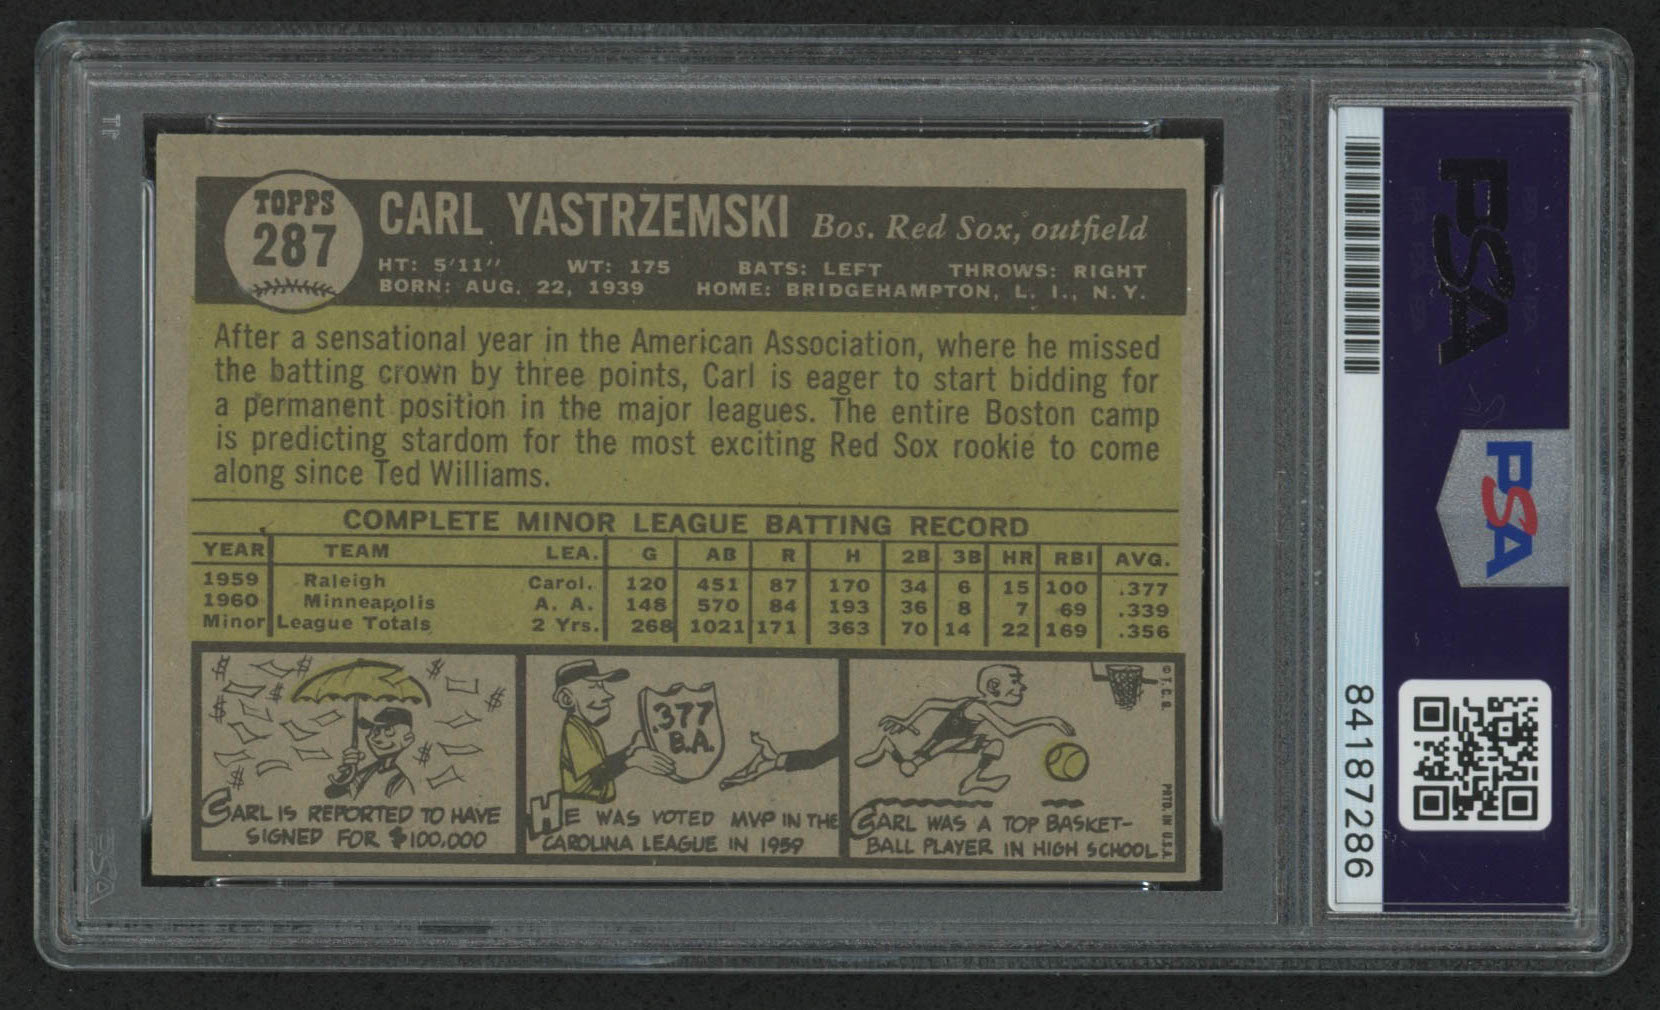 TOPPS
287
CARL YASTRZEMSKI Bos. Red Sox, outfield
HT: 5'11" WT: 175 BATS: LEFT THROWS: RIGHT
BORN: AUG. 22, 1939 HOME: BRIDGEHAMPTON, L. I., N. Y.
After a sensational year in the American Association, where he missed
the batting crown by three points, Carl is eager to start bidding for
a permanent position in the major leagues. The entire Boston camp
is predicting stardom for the most exciting Red Sox rookie to come
along since Ted Williams.
COMPLETE MINOR LEAGUE BATTING RECORD
YEAR TEAM LEA. G AB R H 2B 3B HR RBI AVG.
1959 Raleigh Carol. 120 451 87 170 34 6 15 100 .377
1960 Minneapolis A. A. 148 570 84 193 36 8 7 69 .339
Minor League Totals 2 Yrs. 268 1021 171 363 70 14 22 169 .356
CARL IS REPORTED TO HAVE
SIGNED FOR $100,000
.377
B.A.
HE WAS VOTED MVP IN THE
CAROLINA LEAGUE IN 1959
CARL WAS A TOP BASKET-
BALL PLAYER IN HIGH SCHOOL
© T.C.G.
PRTD. IN U.S.A.
PSA
PSA
84187286